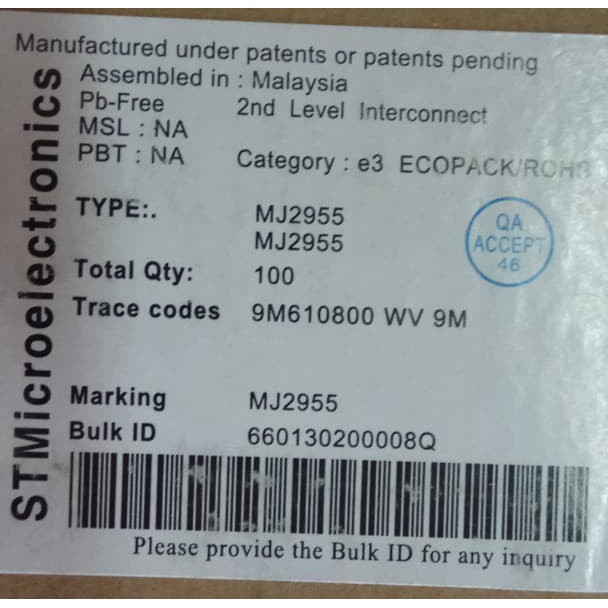 Manufactured under patents or patents pending
Assembled in : Malaysia
Pb-Free 2nd Level Interconnect
MSL : NA
PBT : NA Category : e3 ECOPACK/ROHS
TYPE:. MJ2955
MJ2955
Total Qty: 100
Trace codes 9M610800 WV 9M
QA
ACCEPT
46
Marking MJ2955
Bulk ID 660130200008Q
Please provide the Bulk ID for any inquiry
STMicroelectronics